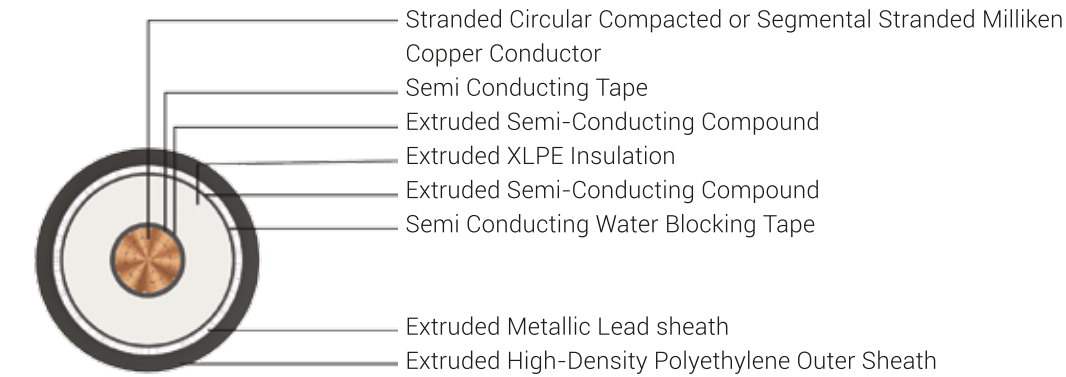 Stranded Circular Compacted or Segmental Stranded Milliken
Copper Conductor
Semi Conducting Tape
Extruded Semi-Conducting Compound
Extruded XLPE Insulation
Extruded Semi-Conducting Compound
Semi Conducting Water Blocking Tape
Extruded Metallic Lead sheath
Extruded High-Density Polyethylene Outer Sheath